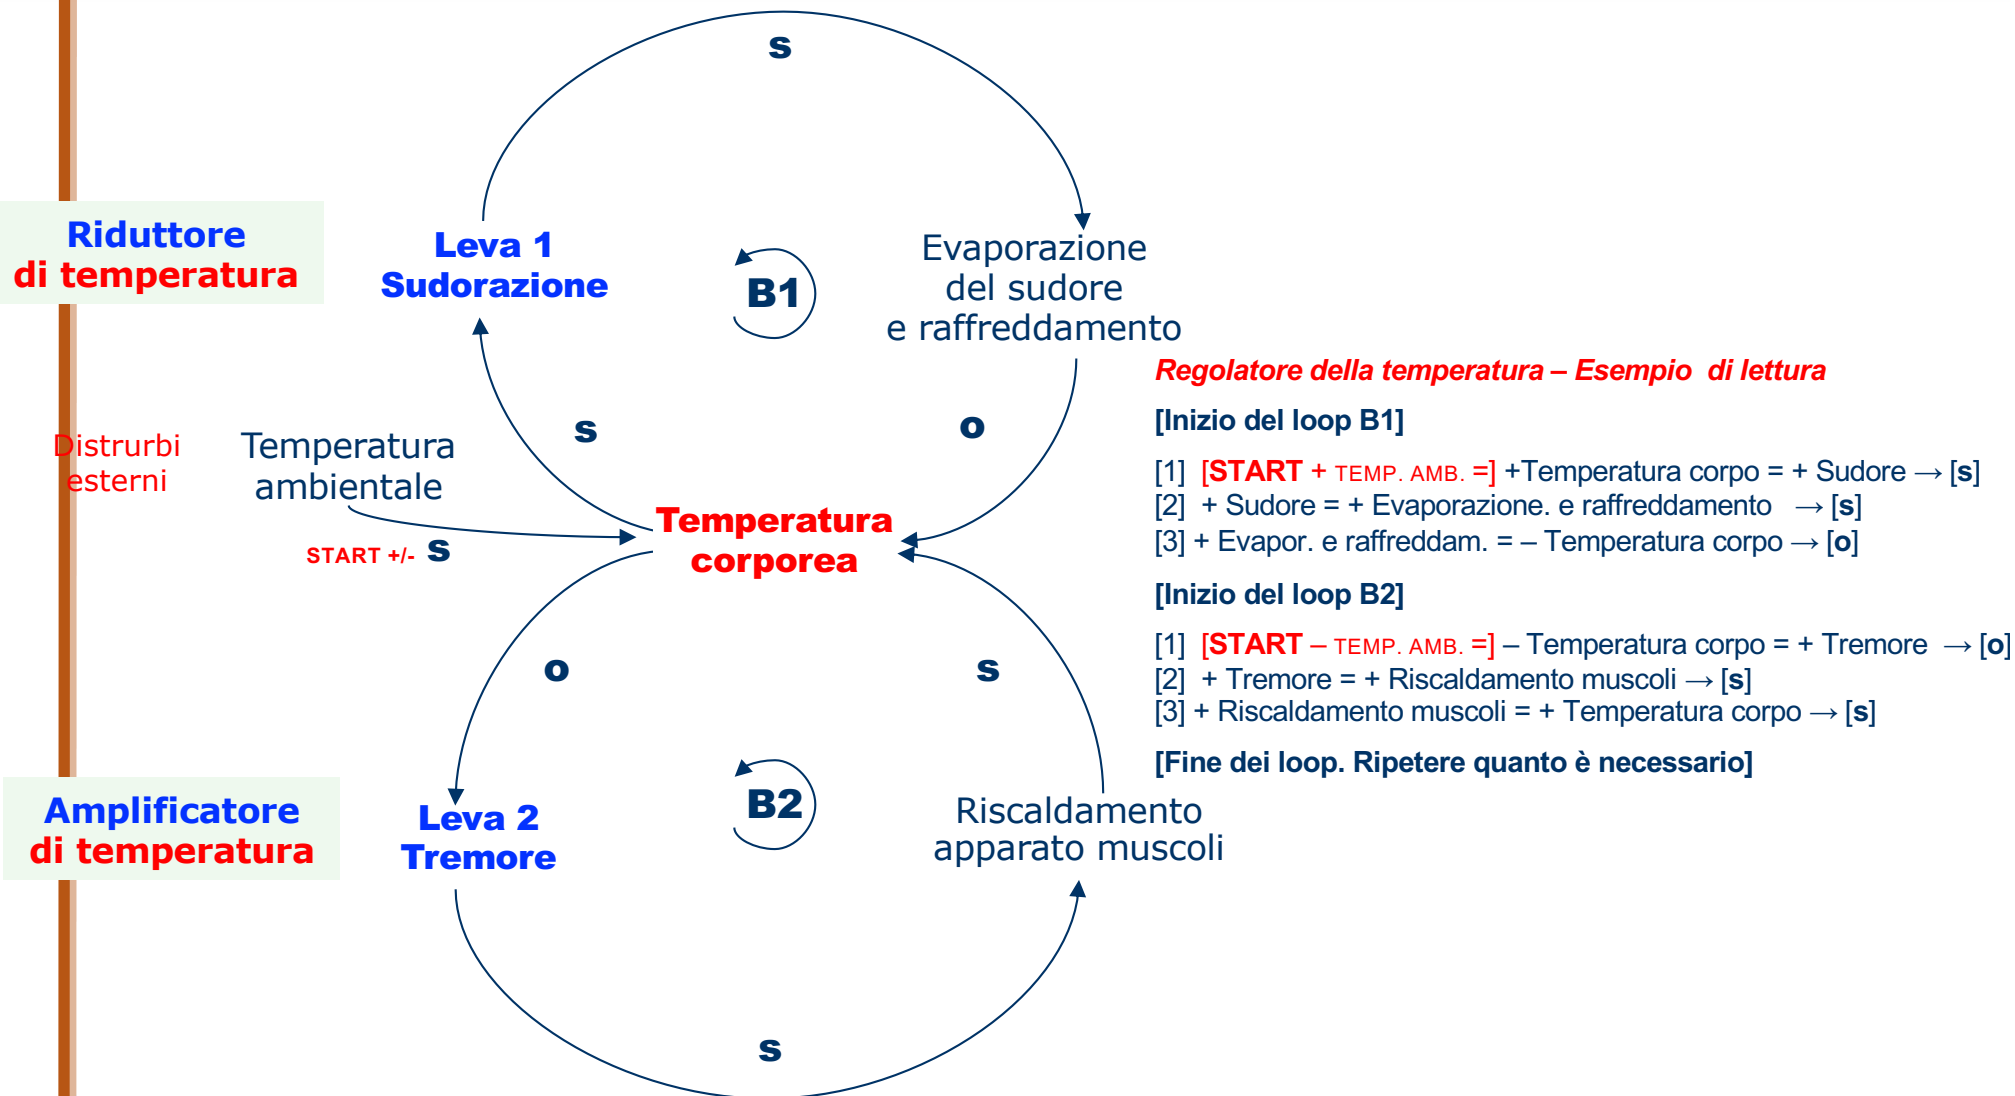 s
Riduttore
di temperatura
Leva 1
Sudorazione
B1
Evaporazione
del sudore
e raffreddamento
s
o
Distrurbi
esterni
Temperatura
ambientale
START +/- s
Temperatura
corporea
o
s
Amplificatore
di temperatura
Leva 2
Tremore
B2
Riscaldamento
apparato muscoli
s
Regolatore della temperatura – Esempio di lettura
[Inizio del loop B1]
[1] [START + TEMP. AMB. =] +Temperatura corpo = + Sudore → [s]
[2] + Sudore = + Evaporazione. e raffreddamento → [s]
[3] + Evapor. e raffreddam. = – Temperatura corpo → [o]
[Inizio del loop B2]
[1] [START – TEMP. AMB. =] – Temperatura corpo = + Tremore → [o]
[2] + Tremore = + Riscaldamento muscoli → [s]
[3] + Riscaldamento muscoli = + Temperatura corpo → [s]
[Fine dei loop. Ripetere quanto è necessario]